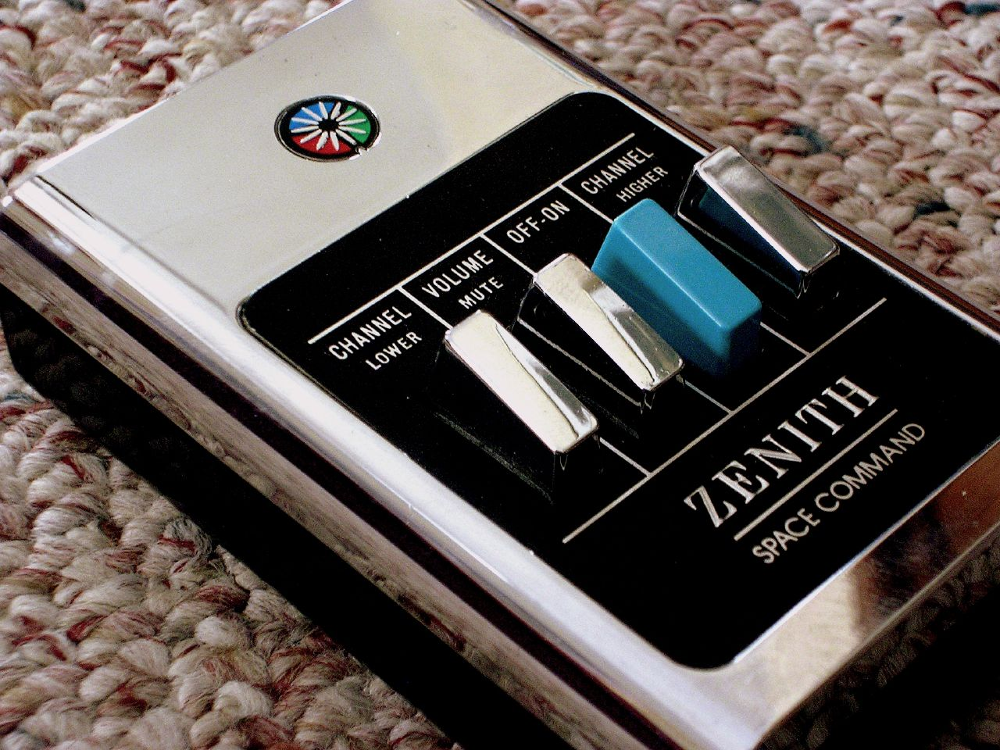 CHANNEL
LOWER
VOLUME
MUTE
OFF-ON
CHANNEL
HIGHER
ZENITH
SPACE COMMAND